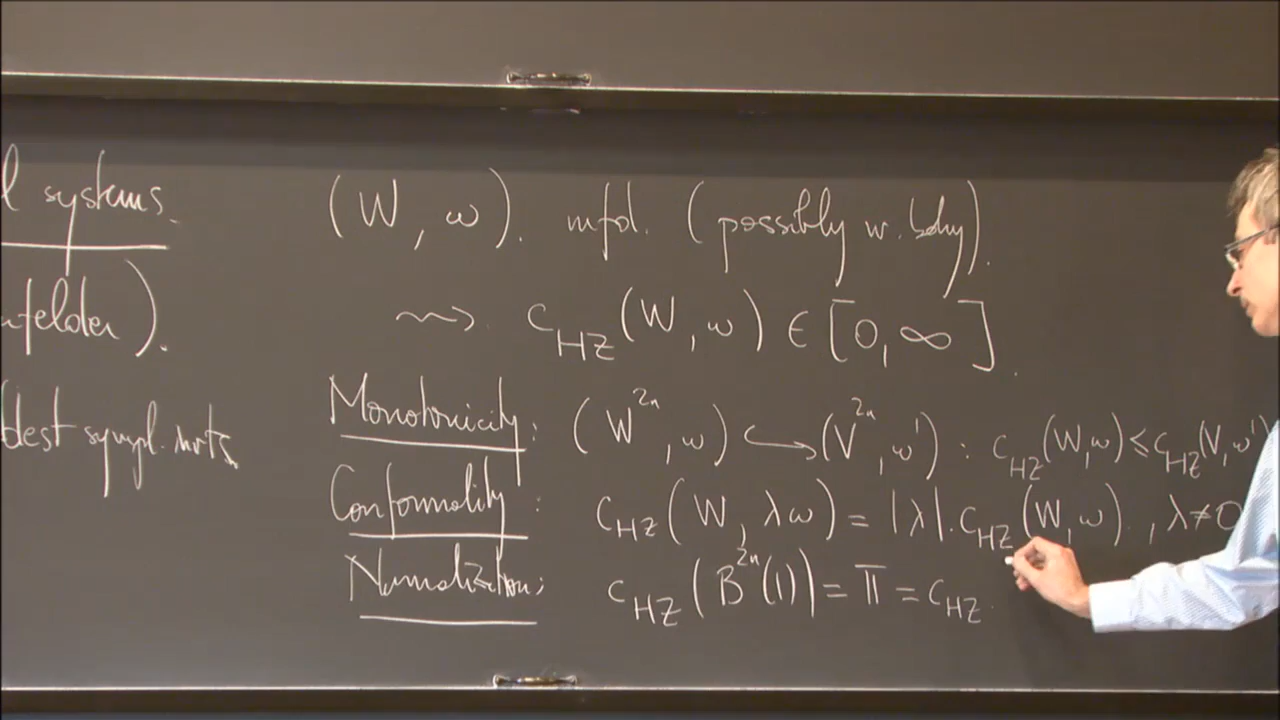 l systems.
nfelder).
dest sympl. mfts.
(W, ω). mfd. (possibly w. bdry).
⇝ c_HZ(W, ω) ∈ [0, ∞].
Monotonicity: (W^{2n}, ω) ↪ (V^{2n}, ω') : c_HZ(W, ω) ≤ c_HZ(V, ω')
Conformality: c_HZ(W, λω) = |λ|. c_HZ(W, ω), λ ≠ 0
Normalization: c_HZ(B^{2n}(1)) = π = c_HZ